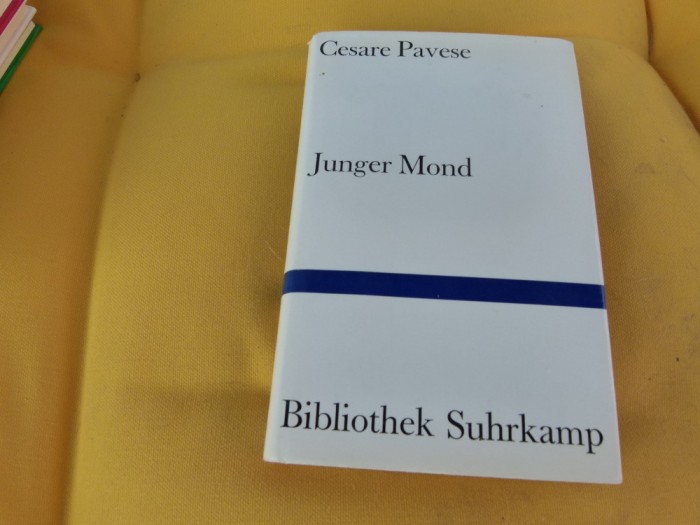 Cesare Pavese
Junger Mond
Bibliothek Suhrkamp